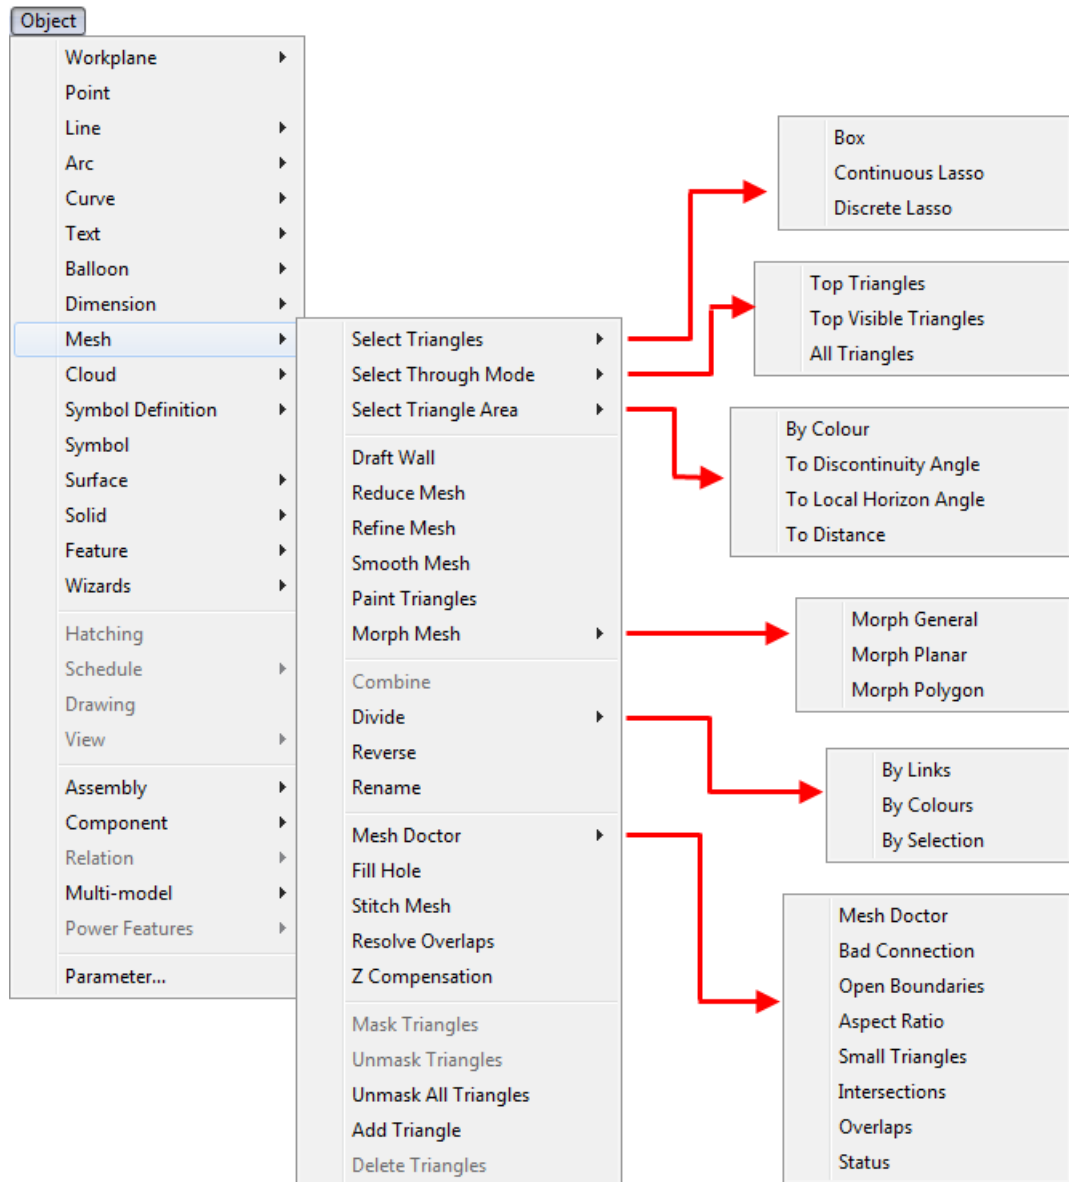 Object
Workplane
Point
Line
Arc
Curve
Text
Balloon
Dimension
Mesh
Cloud
Symbol Definition
Symbol
Surface
Solid
Feature
Wizards
Hatching
Schedule
Drawing
View
Assembly
Component
Relation
Multi-model
Power Features
Parameter...
Select Triangles
Select Through Mode
Select Triangle Area
Draft Wall
Reduce Mesh
Refine Mesh
Smooth Mesh
Paint Triangles
Morph Mesh
Combine
Divide
Reverse
Rename
Mesh Doctor
Fill Hole
Stitch Mesh
Resolve Overlaps
Z Compensation
Mask Triangles
Unmask Triangles
Unmask All Triangles
Add Triangle
Delete Triangles
Box
Continuous Lasso
Discrete Lasso
Top Triangles
Top Visible Triangles
All Triangles
By Colour
To Discontinuity Angle
To Local Horizon Angle
To Distance
Morph General
Morph Planar
Morph Polygon
By Links
By Colours
By Selection
Mesh Doctor
Bad Connection
Open Boundaries
Aspect Ratio
Small Triangles
Intersections
Overlaps
Status